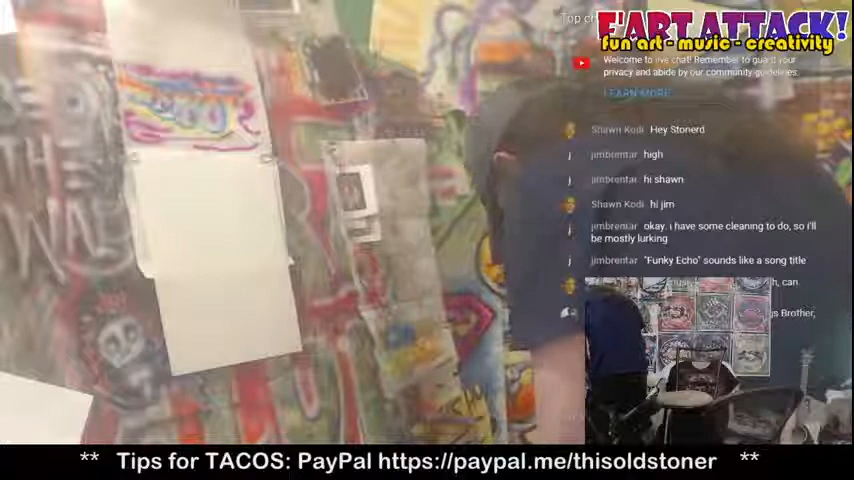 F'ART ATTACK!
fun art - music - creativity
Welcome to live chat! Remember to guard your
privacy and abide by our community guidelines.
LEARN MORE
Shawn Kodi Hey Stonerd
jimbrentar high
jimbrentar hi shawn
Shawn Kodi hi jim
jimbrentar okay. i have some cleaning to do, so i'll
be mostly lurking
jimbrentar "Funky Echo" sounds like a song title
h, can
s Brother,
** Tips for TACOS: PayPal https://paypal.me/thisoldstoner **